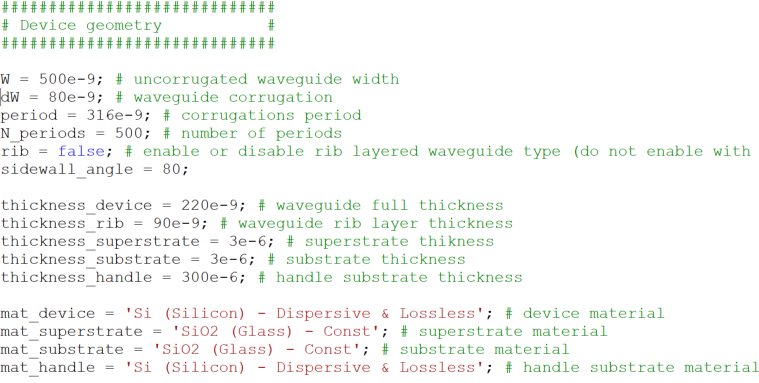 ##############################
# Device geometry            #
##############################
W = 500e-9; # uncorrugated waveguide width
dW = 80e-9; # waveguide corrugation
period = 316e-9; # corrugations period
N_periods = 500; # number of periods
rib = false; # enable or disable rib layered waveguide type (do not enable with
sidewall_angle = 80;
thickness_device = 220e-9; # waveguide full thickness
thickness_rib = 90e-9; # waveguide rib layer thickness
thickness_superstrate = 3e-6; # superstrate thikness
thickness_substrate = 3e-6; # substrate thickness
thickness_handle = 300e-6; # handle substrate thickness
mat_device = 'Si (Silicon) - Dispersive & Lossless'; # device material
mat_superstrate = 'SiO2 (Glass) - Const'; # superstrate material
mat_substrate = 'SiO2 (Glass) - Const'; # substrate material
mat_handle = 'Si (Silicon) - Dispersive & Lossless'; # handle substrate material